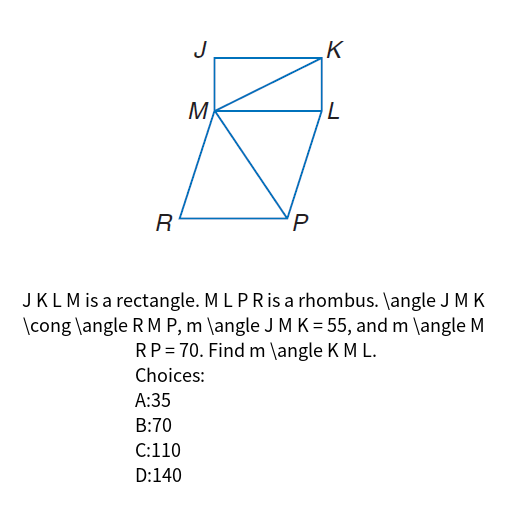 J K
M L
R P
J K L M is a rectangle. M L P R is a rhombus. \angle J M K
\cong \angle R M P, m \angle J M K = 55, and m \angle M
R P = 70. Find m \angle K M L.
Choices:
A:35
B:70
C:110
D:140